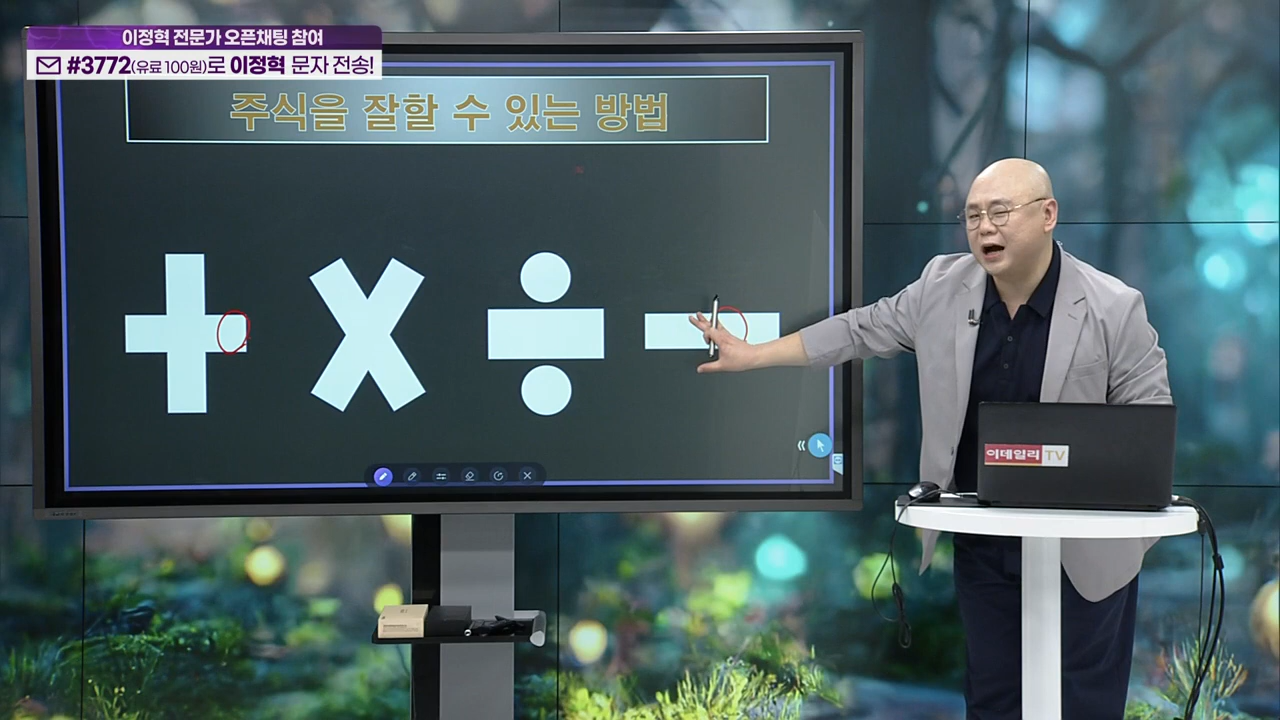 이정혁 전문가 오픈채팅 참여
#3772(유료 100원)로 이정혁 문자 전송!
주식을 잘할 수 있는 방법
+ × ÷ -
이데일리 TV